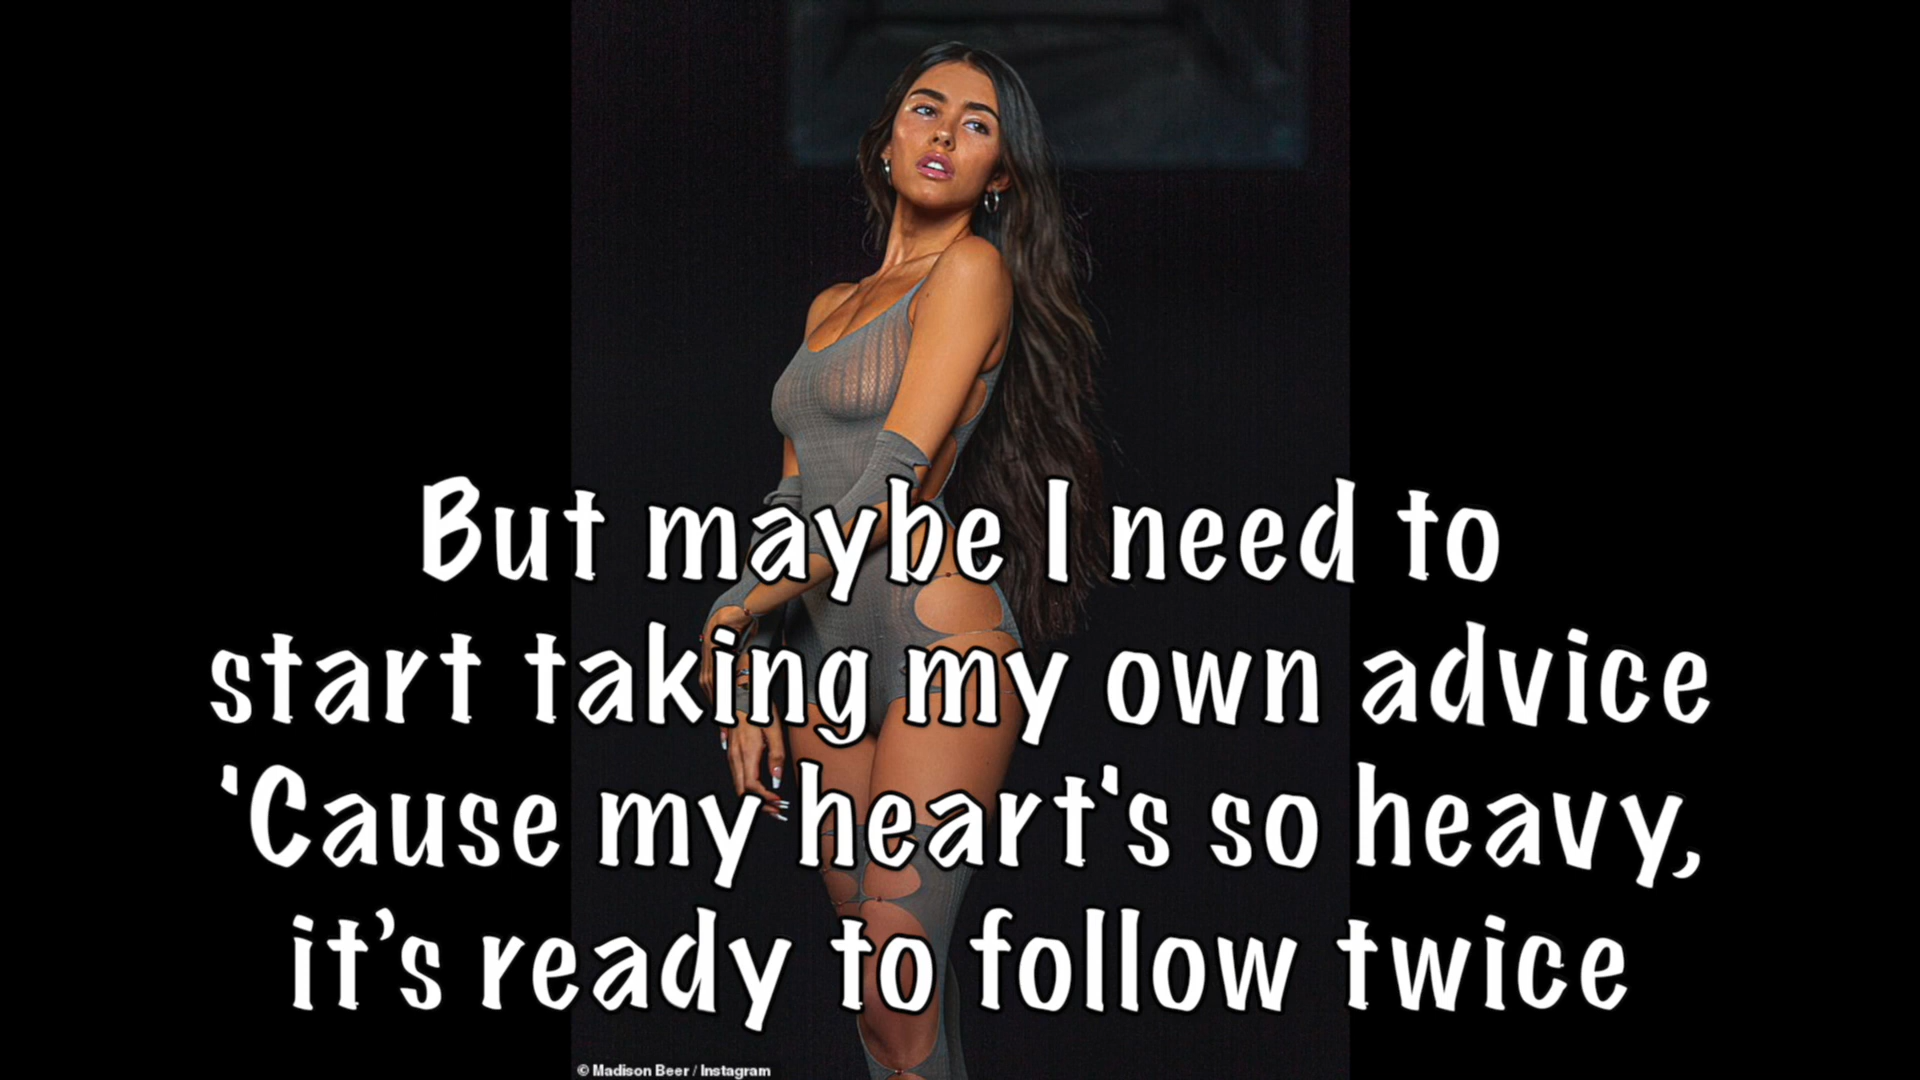 But maybe I need to
start taking my own advice
‘Cause my heart‘s so heavy,
it’s ready to follow twice
© Madison Beer / Instagram